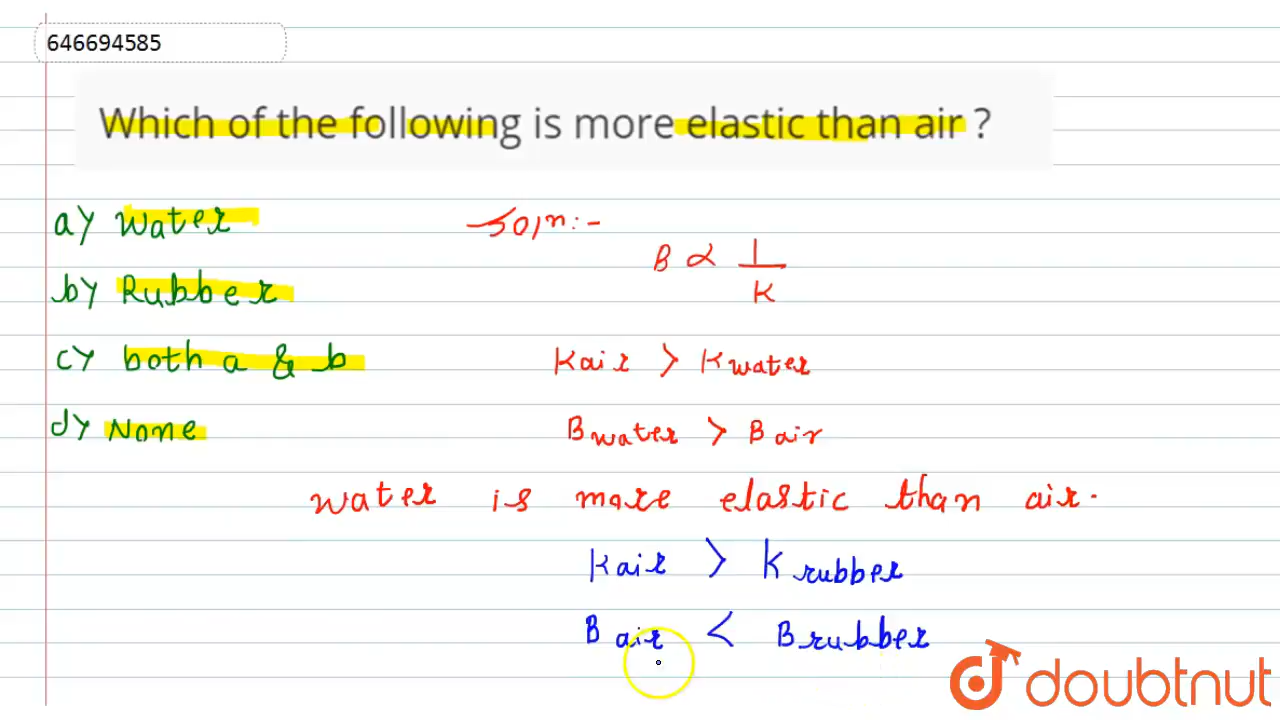 646694585
Which of the following is more elastic than air ?
a) Water
Soln:-
B ∝ 1/K
b) Rubber
c) both a & b
Kair > Kwater
d) None
Bwater > Bair
water is more elastic than air.
Kair > Krubber
Bair < Brubber
doubtnut